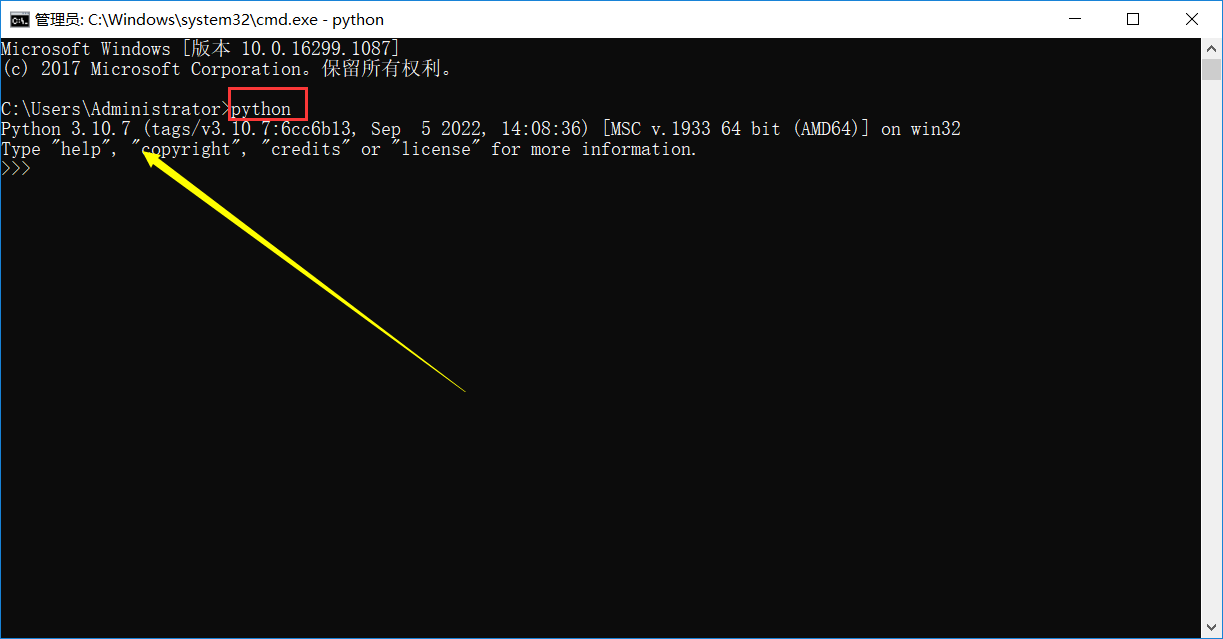 管理员: C:\Windows\system32\cmd.exe - python
Microsoft Windows [版本 10.0.16299.1087]
(c) 2017 Microsoft Corporation。保留所有权利。
C:\Users\Administrator>python
Python 3.10.7 (tags/v3.10.7:6cc6b13, Sep  5 2022, 14:08:36) [MSC v.1933 64 bit (AMD64)] on win32
Type "help", "copyright", "credits" or "license" for more information.
>>>